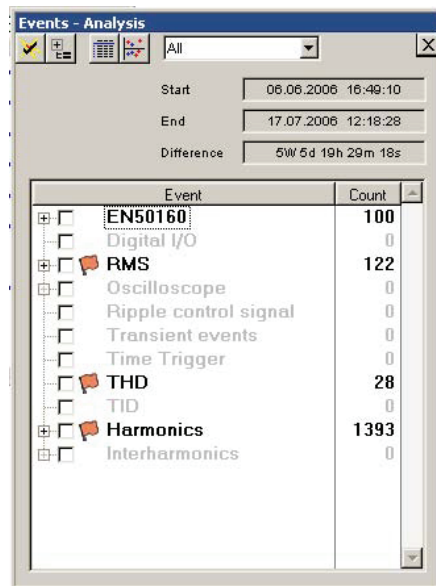 Events - Analysis
All
Start 06.06.2006 16:49:10
End 17.07.2006 12:18:28
Difference 5W 5d 19h 29m 18s
Event Count
EN50160 100
Digital I/O 0
RMS 122
Oscilloscope 0
Ripple control signal 0
Transient events 0
Time Trigger 0
THD 28
TID 0
Harmonics 1393
Interharmonics 0